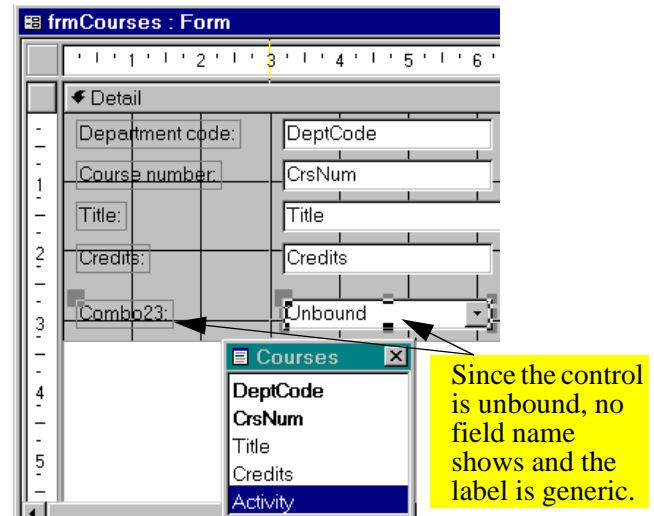 frmCourses : Form
1 2 3 4 5 6
Detail
Department code: DeptCode
Course number: CrsNum
1
Title: Title
2
Credits: Credits
Combo23: Unbound
3
Courses
DeptCode
4
CrsNum
Title
5
Credits
Activity
Since the control
is unbound, no
field name
shows and the
label is generic.